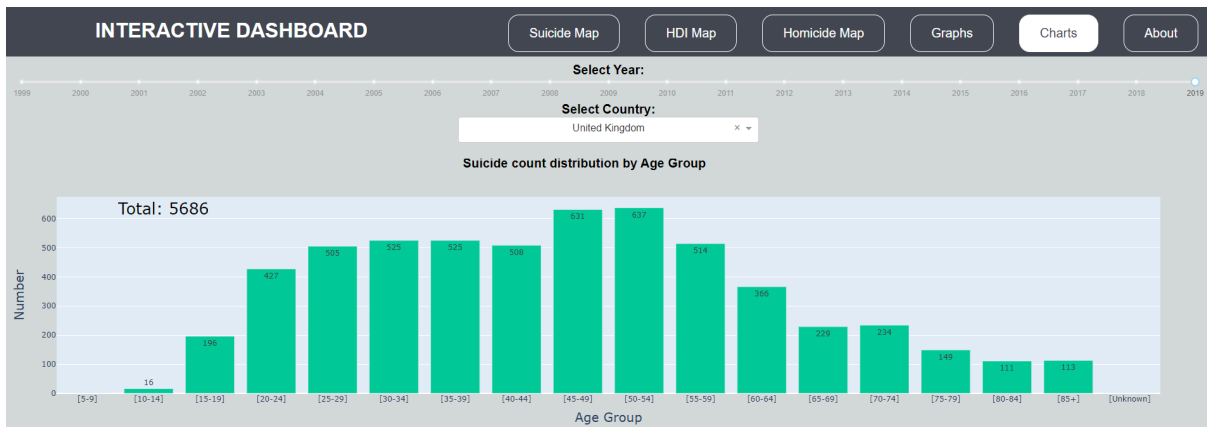 INTERACTIVE DASHBOARD Suicide Map HDI Map Homicide Map Graphs Charts About
Select Year:
1999 2000 2001 2002 2003 2004 2005 2006 2007 2008 2009 2010 2011 2012 2013 2014 2015 2016 2017 2018 2019
Select Country:
United Kingdom × 
Suicide count distribution by Age Group
Total: 5686
Number
600
500
400
300
200
100
0
16 196 427 505 525 525 508 631 637 514 366 229 234 149 111 113
[5-9] [10-14] [15-19] [20-24] [25-29] [30-34] [35-39] [40-44] [45-49] [50-54] [55-59] [60-64] [65-69] [70-74] [75-79] [80-84] [85+] [Unknown]
Age Group